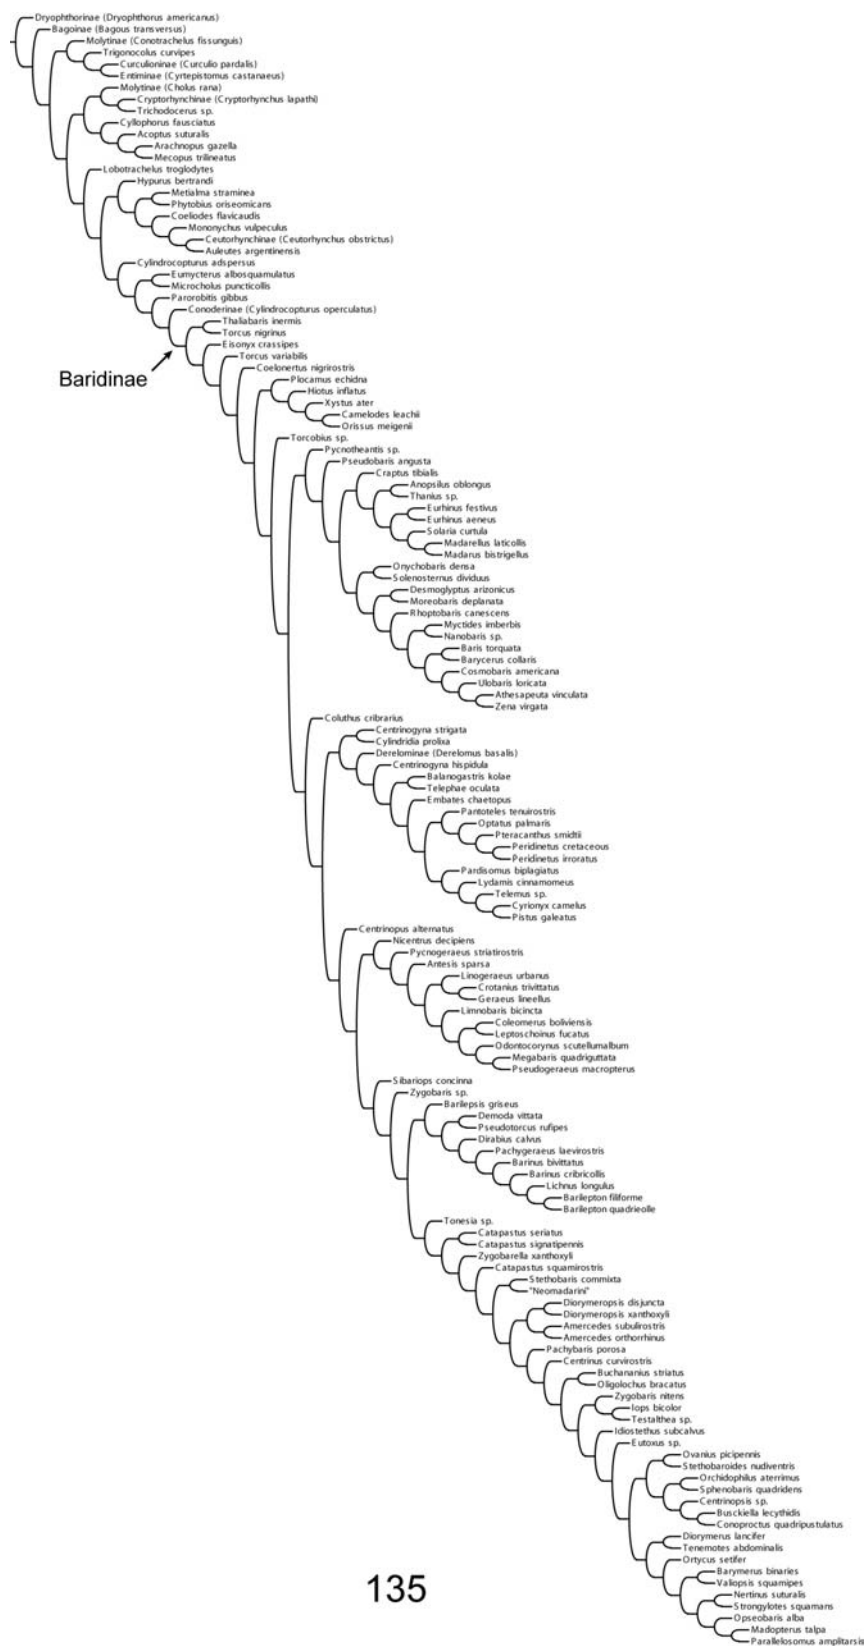 Dryophthorinae (Dryophthorus americanus)
Bagoinae (Bagous transversus)
Molytinae (Conotrachelus fissunguis)
Trigonocolus curvipes
Curculioninae (Curculio pardalis)
Entiminae (Cyrtepistomus castanaeus)
Molytinae (Cholus rana)
Cryptorhynchinae (Cryptorhynchus lapathi)
Trichodocerus sp.
Cyllophorus fausciatus
Acoptus suturalis
Arachnopus gazella
Mecopus trilineatus
Lobotrachelus troglodytes
Hypurus bertrandi
Metialma straminea
Phytobius oriseomicans
Coeliodes flavicaudis
Mononychus vulpeculus
Ceutorhynchinae (Ceutorhynchus obstrictus)
Auleutes argentinensis
Cylindrocopturus adspersus
Eumycterus albosquamulatus
Microcholus puncticollis
Parorobitis gibbus
Conoderinae (Cylindrocopturus operculatus)
Thaliabaris inermis
Torcus nigrinus
Eisonyx crassipes
Torcus variabilis
Coelonertus nigrirostris
Baridinae
Plocamus echidna
Hiotus inflatus
Xystus ater
Camelodes leachii
Orissus meigenii
Torcobius sp.
Pycnotheantis sp.
Pseudobaris angusta
Craptus tibialis
Anopsilus oblongus
Thanius sp.
Eurhinus festivus
Eurhinus aeneus
Solaria curtula
Madarellus laticollis
Madarus bistrigellus
Onychobaris densa
Solenosternus dividuus
Desmoglyptus arizonicus
Moreobaris deplanata
Rhoptobaris canescens
Myctides imberbis
Nanobaris sp.
Baris torquata
Barycerus collaris
Cosmobaris americana
Ulobaris loricata
Athesapeuta vinculata
Zena virgata
Coluthus cribrarius
Centrinogyna strigata
Cylindridia prolixa
Derelominae (Derelomus basalis)
Centrinogyna hispidula
Balanogastris kolae
Telephae oculata
Embates chaetopus
Pantoteles tenuirostris
Optatus palmaris
Pteracanthus smidtii
Peridinetus cretaceous
Peridinetus irroratus
Pardisomus biplagiatus
Lydamis cinnamomeus
Telemus sp.
Cyrionyx camelus
Pistus galeatus
Centrinopus alternatus
Nicentrus decipiens
Pycnogeraeus striatirostris
Antesis sparsa
Linogeraeus urbanus
Crotanius trivittatus
Geraeus lineellus
Limnobaris bicincta
Coleomerus boliviensis
Leptoschoinus fucatus
Odontocorynus scutellumalbum
Megabaris quadriguttata
Pseudogeraeus macropterus
Sibariops concinna
Zygobaris sp.
Barilepsis griseus
Demoda vittata
Pseudotorcus rufipes
Dirabius calvus
Pachygeraeus laevirostris
Barinus bivittatus
Barinus cribricollis
Lichnus longulus
Barilepton filiforme
Barilepton quadrieolle
Tonesia sp.
Catapastus seriatus
Catapastus signatipennis
Zygobarella xanthoxyli
Catapastus squamirostris
Stethobaris commixta
"Neomadarini"
Diorymeropsis disjuncta
Diorymeropsis xanthoxyli
Amercedes subulirostris
Amercedes orthorrhinus
Pachybaris porosa
Centrinus curvirostris
Buchananius striatus
Oligolochus bracatus
Zygobaris nitens
Iops bicolor
Testalthea sp.
Idiostethus subcalvus
Eutoxus sp.
Ovanius picipennis
Stethobaroides nudiventris
Orchidophilus aterrimus
Sphenobaris quadridens
Centrinopsis sp.
Busckiella lecythidis
Conoproctus quadripustulatus
Diorymerus lancifer
Tenemotes abdominalis
Ortycus setifer
Barymerus binaries
Valiopsis squamipes
Nertinus suturalis
Strongylotes squamans
Opseobaris alba
Madopterus talpa
Parallelosomus amplitarsis
135